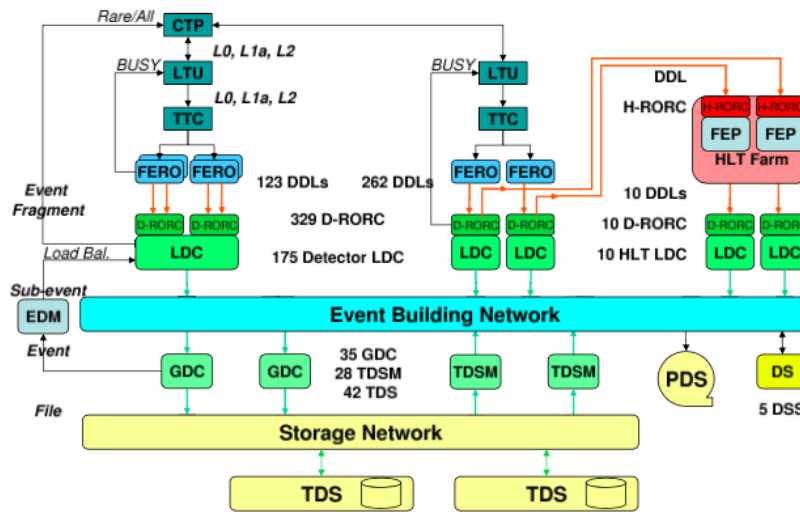 Rare/All
CTP
L0, L1a, L2
BUSY
LTU
BUSY
LTU
DDL
L0, L1a, L2
H-RORC
H-RORC
H-RORC
TTC
TTC
FEP
FEP
HLT Farm
FERO
FERO
123 DDLs
262 DDLs
FERO
FERO
Event
Fragment
10 DDLs
D-RORC
D-RORC
329 D-RORC
D-RORC
D-RORC
10 D-RORC
D-RORC
D-RORC
Load Bal.
LDC
175 Detector LDC
LDC
LDC
10 HLT LDC
LDC
LDC
Sub-event
EDM
Event Building Network
Event
35 GDC
GDC
GDC
28 TDSM
TDSM
TDSM
PDS
DS
42 TDS
File
5 DSS
Storage Network
TDS
TDS